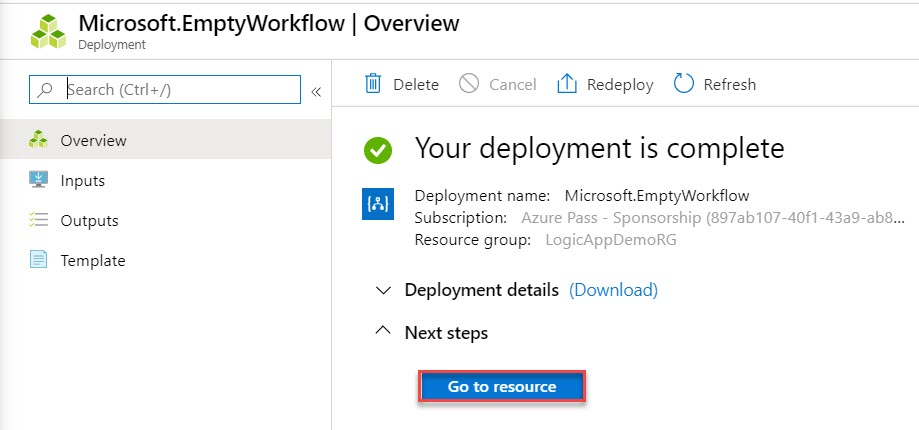 Microsoft.EmptyWorkflow | Overview
Deployment
Search (Ctrl+/)
«
Delete
Cancel
Redeploy
Refresh
Overview
Inputs
Outputs
Template
Your deployment is complete
Deployment name: Microsoft.EmptyWorkflow
Subscription: Azure Pass - Sponsorship (897ab107-40f1-43a9-ab8...
Resource group: LogicAppDemoRG
Deployment details (Download)
Next steps
Go to resource